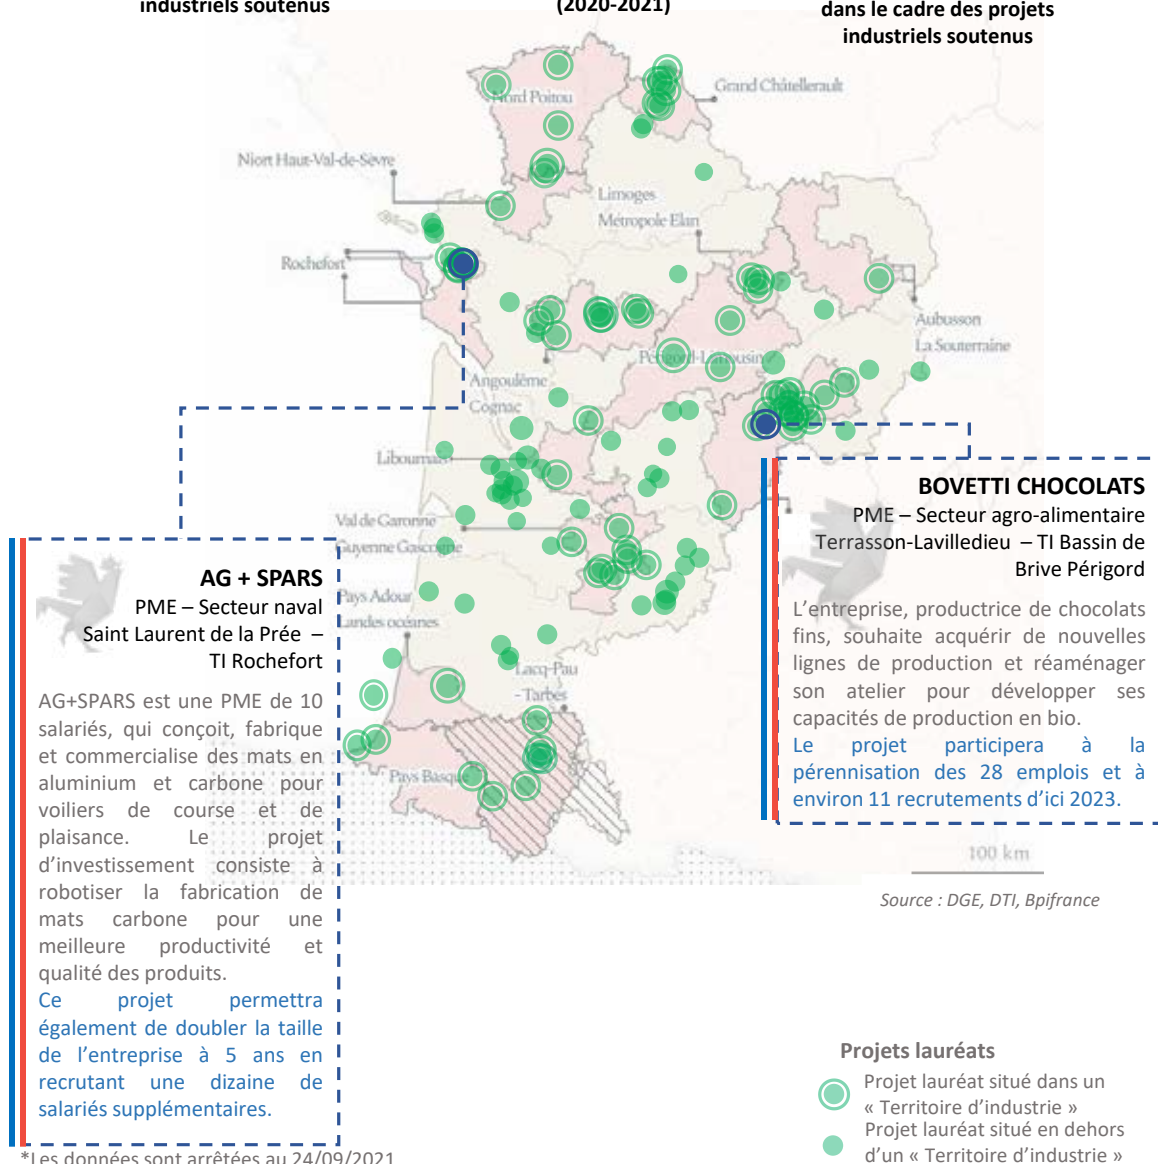 industriels soutenus
(2020-2021)
dans le cadre des projets
industriels soutenus
Nord Poitou
Grand Châtellerault
Niort Haut-Val-de-Sèvre
Limoges
Métropole Elan
Rochefort
Aubusson
La Souterraine
Périgord-Limousin
Angoulême
Cognac
Libournais
Val de Garonne
Guyenne Gascogne
Pays Adour
Landes océanes
Lacq-Pau
- Tarbes
Pays Basque
100 km
AG + SPARS
PME – Secteur naval
Saint Laurent de la Prée –
TI Rochefort
AG+SPARS est une PME de 10
salariés, qui conçoit, fabrique
et commercialise des mats en
aluminium et carbone pour
voiliers de course et de
plaisance. Le projet
d’investissement consiste à
robotiser la fabrication de
mats carbone pour une
meilleure productivité et
qualité des produits.
Ce projet permettra
également de doubler la taille
de l’entreprise à 5 ans en
recrutant une dizaine de
salariés supplémentaires.
BOVETTI CHOCOLATS
PME – Secteur agro-alimentaire
Terrasson-Lavilledieu – TI Bassin de
Brive Périgord
L’entreprise, productrice de chocolats
fins, souhaite acquérir de nouvelles
lignes de production et réaménager
son atelier pour développer ses
capacités de production en bio.
Le projet participera à la
pérennisation des 28 emplois et à
environ 11 recrutements d’ici 2023.
Source : DGE, DTI, Bpifrance
Projets lauréats
Projet lauréat situé dans un
« Territoire d’industrie »
Projet lauréat situé en dehors
d’un « Territoire d’industrie »
*Les données sont arrêtées au 24/09/2021